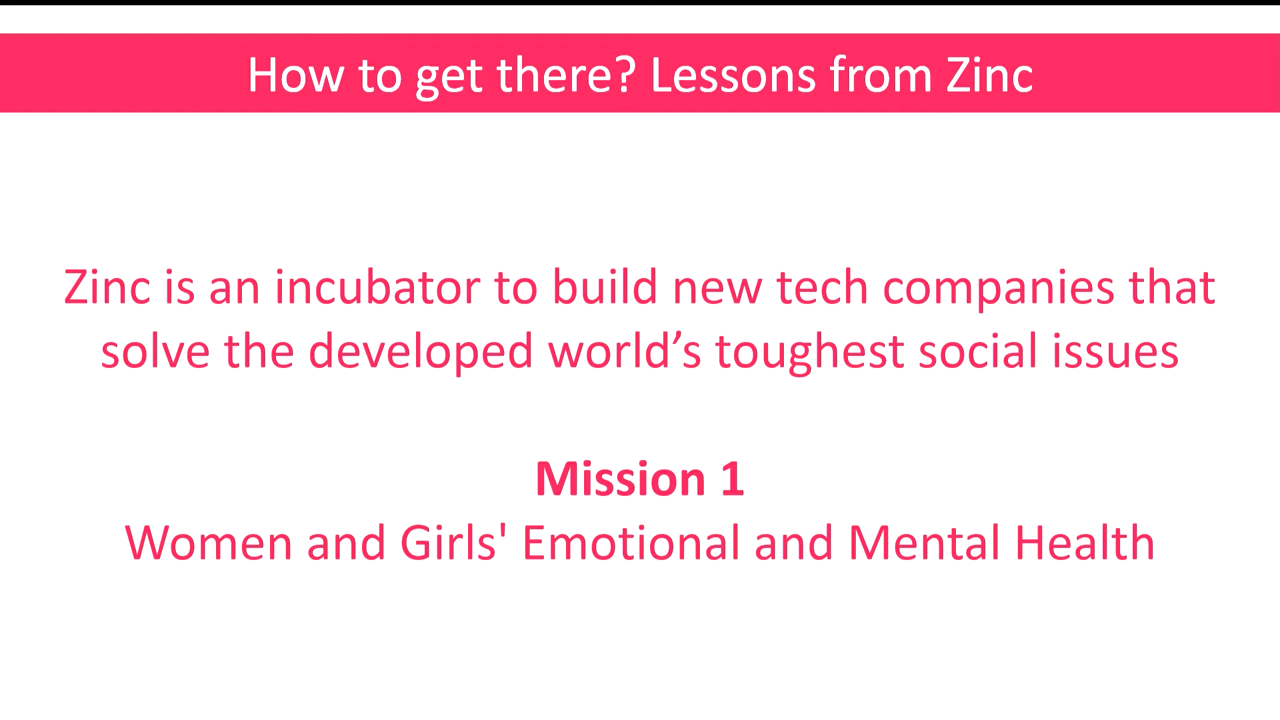 How to get there? Lessons from Zinc
Zinc is an incubator to build new tech companies that
solve the developed world’s toughest social issues
Mission 1
Women and Girls' Emotional and Mental Health